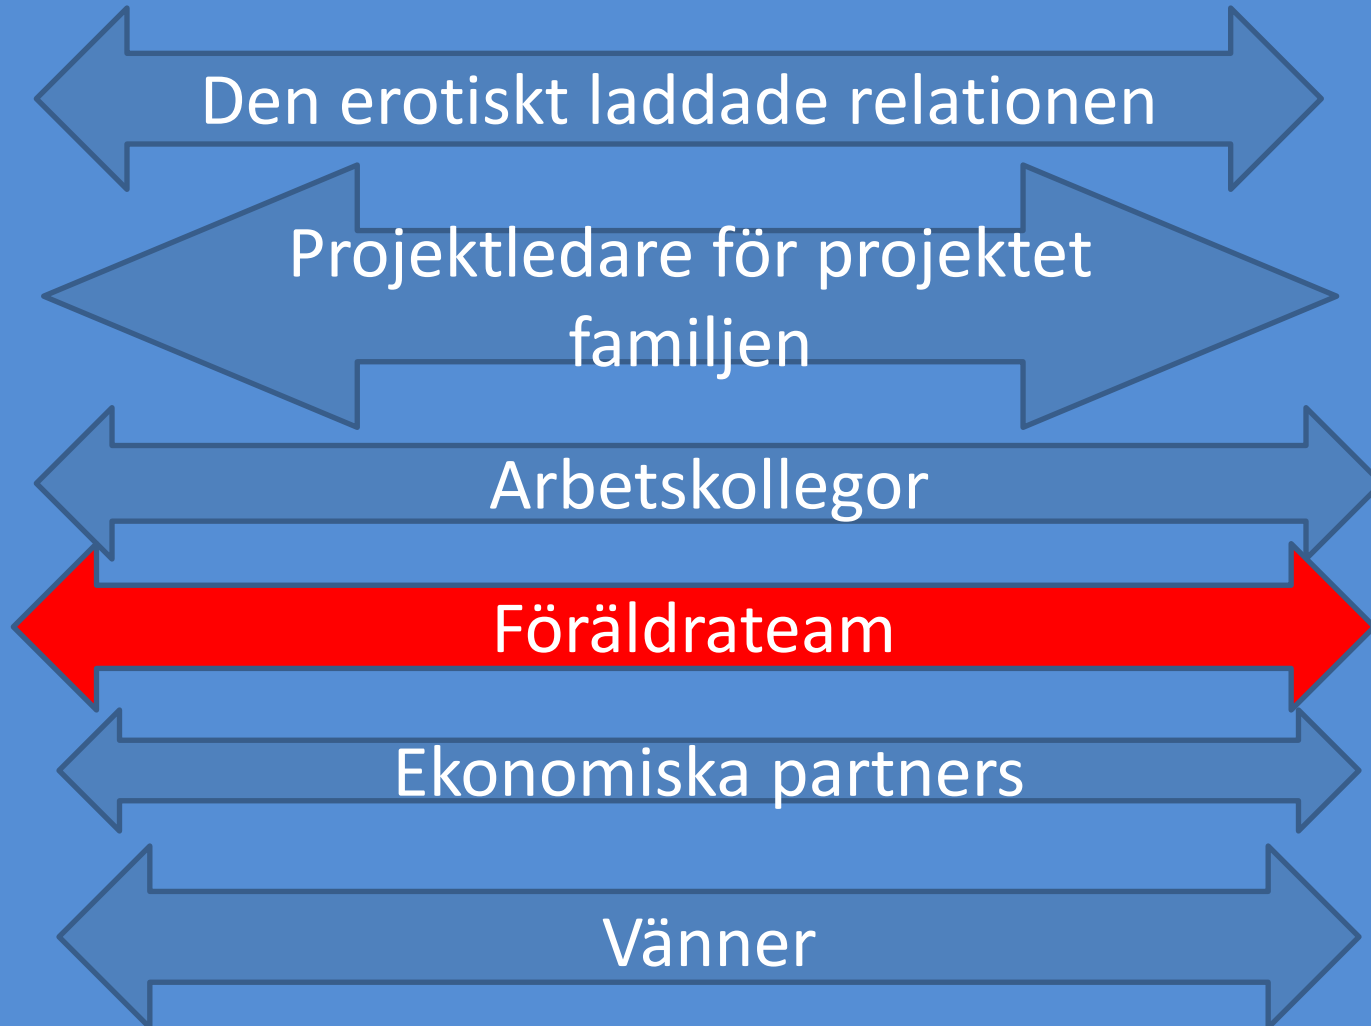 Den erotiskt laddade relationen
Projektledare för projektet
familjen
Arbetskollegor
Föräldrateam
Ekonomiska partners
Vänner